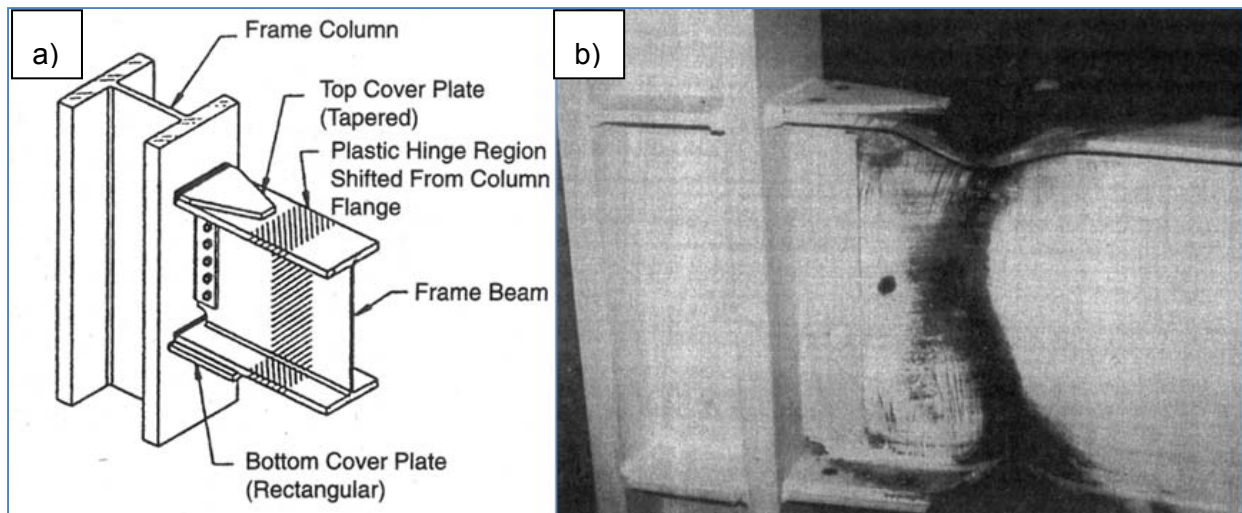 a)
Frame Column
Top Cover Plate
(Tapered)
Plastic Hinge Region
Shifted From Column
Flange
Frame Beam
Bottom Cover Plate
(Rectangular)
b)